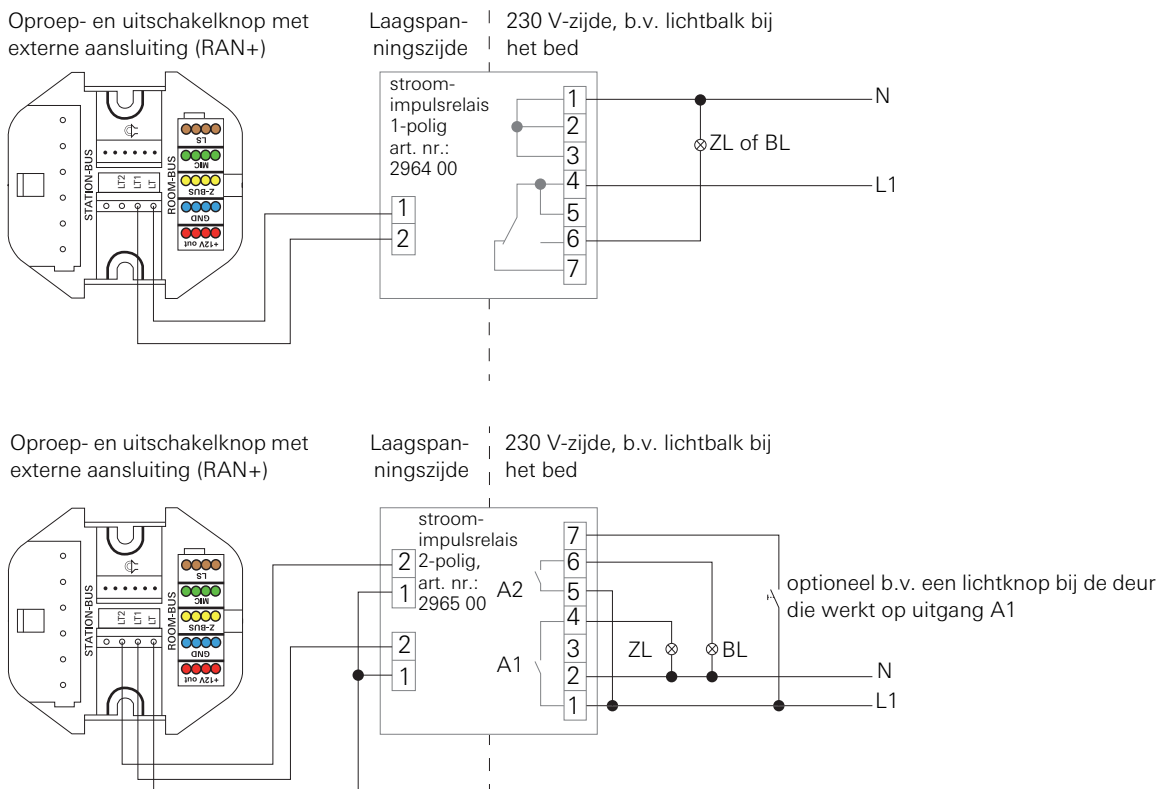 Oproep- en uitschakelknop met
externe aansluiting (RAN+)
Laagspan-
ningszijde
230 V-zijde, b.v. lichtbalk bij
het bed
STATION-BUS
LT2
LT1
LT
ROOM-BUS
LS
MIC
Z-BUS
GND
+12V out
stroom-
impulsrelais
1-polig
art. nr.:
2964 00
1
2
1
2
3
4
5
6
7
N
ZL of BL
L1
Oproep- en uitschakelknop met
externe aansluiting (RAN+)
Laagspan-
ningszijde
230 V-zijde, b.v. lichtbalk bij
het bed
STATION-BUS
LT2
LT1
LT
ROOM-BUS
LS
MIC
Z-BUS
GND
+12V out
stroom-
impulsrelais
2-polig,
art. nr.:
2965 00
2
1
2
1
A2
A1
7
6
5
4
3
2
1
optioneel b.v. een lichtknop bij de deur
die werkt op uitgang A1
ZL
BL
N
L1